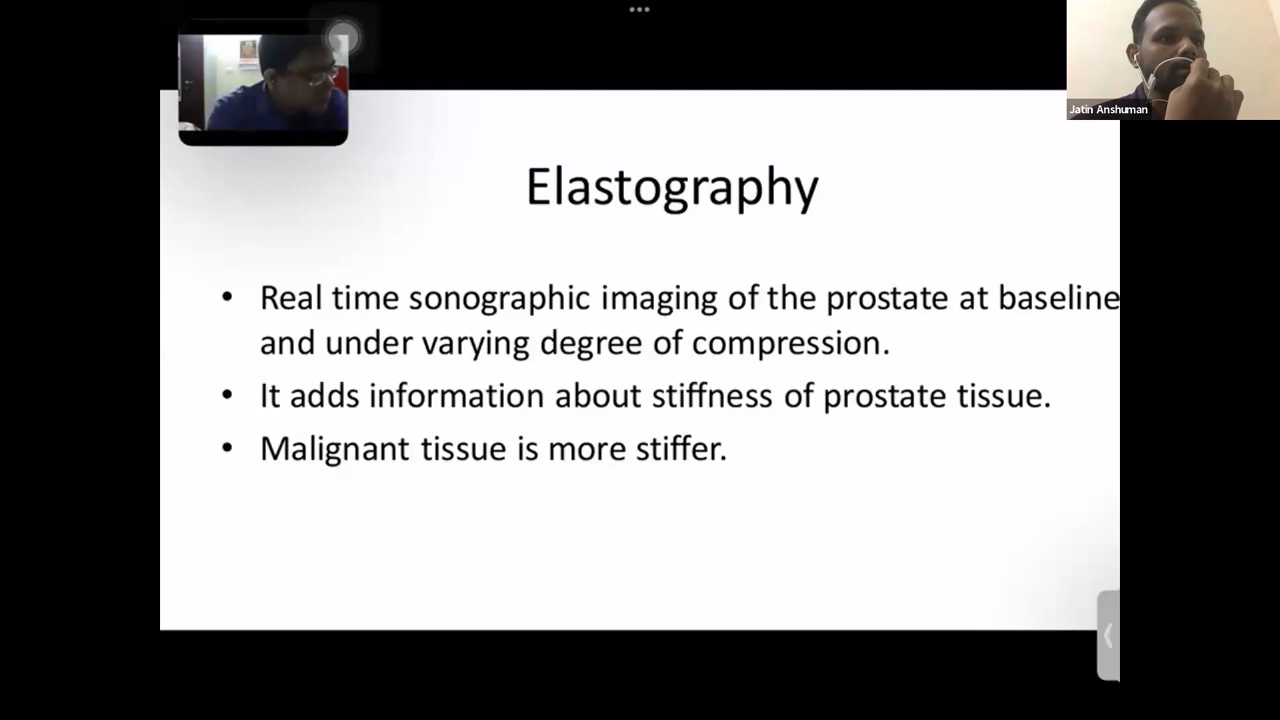 Jatin Anshuman
Elastography
• Real time sonographic imaging of the prostate at baseline
and under varying degree of compression.
• It adds information about stiffness of prostate tissue.
• Malignant tissue is more stiffer.